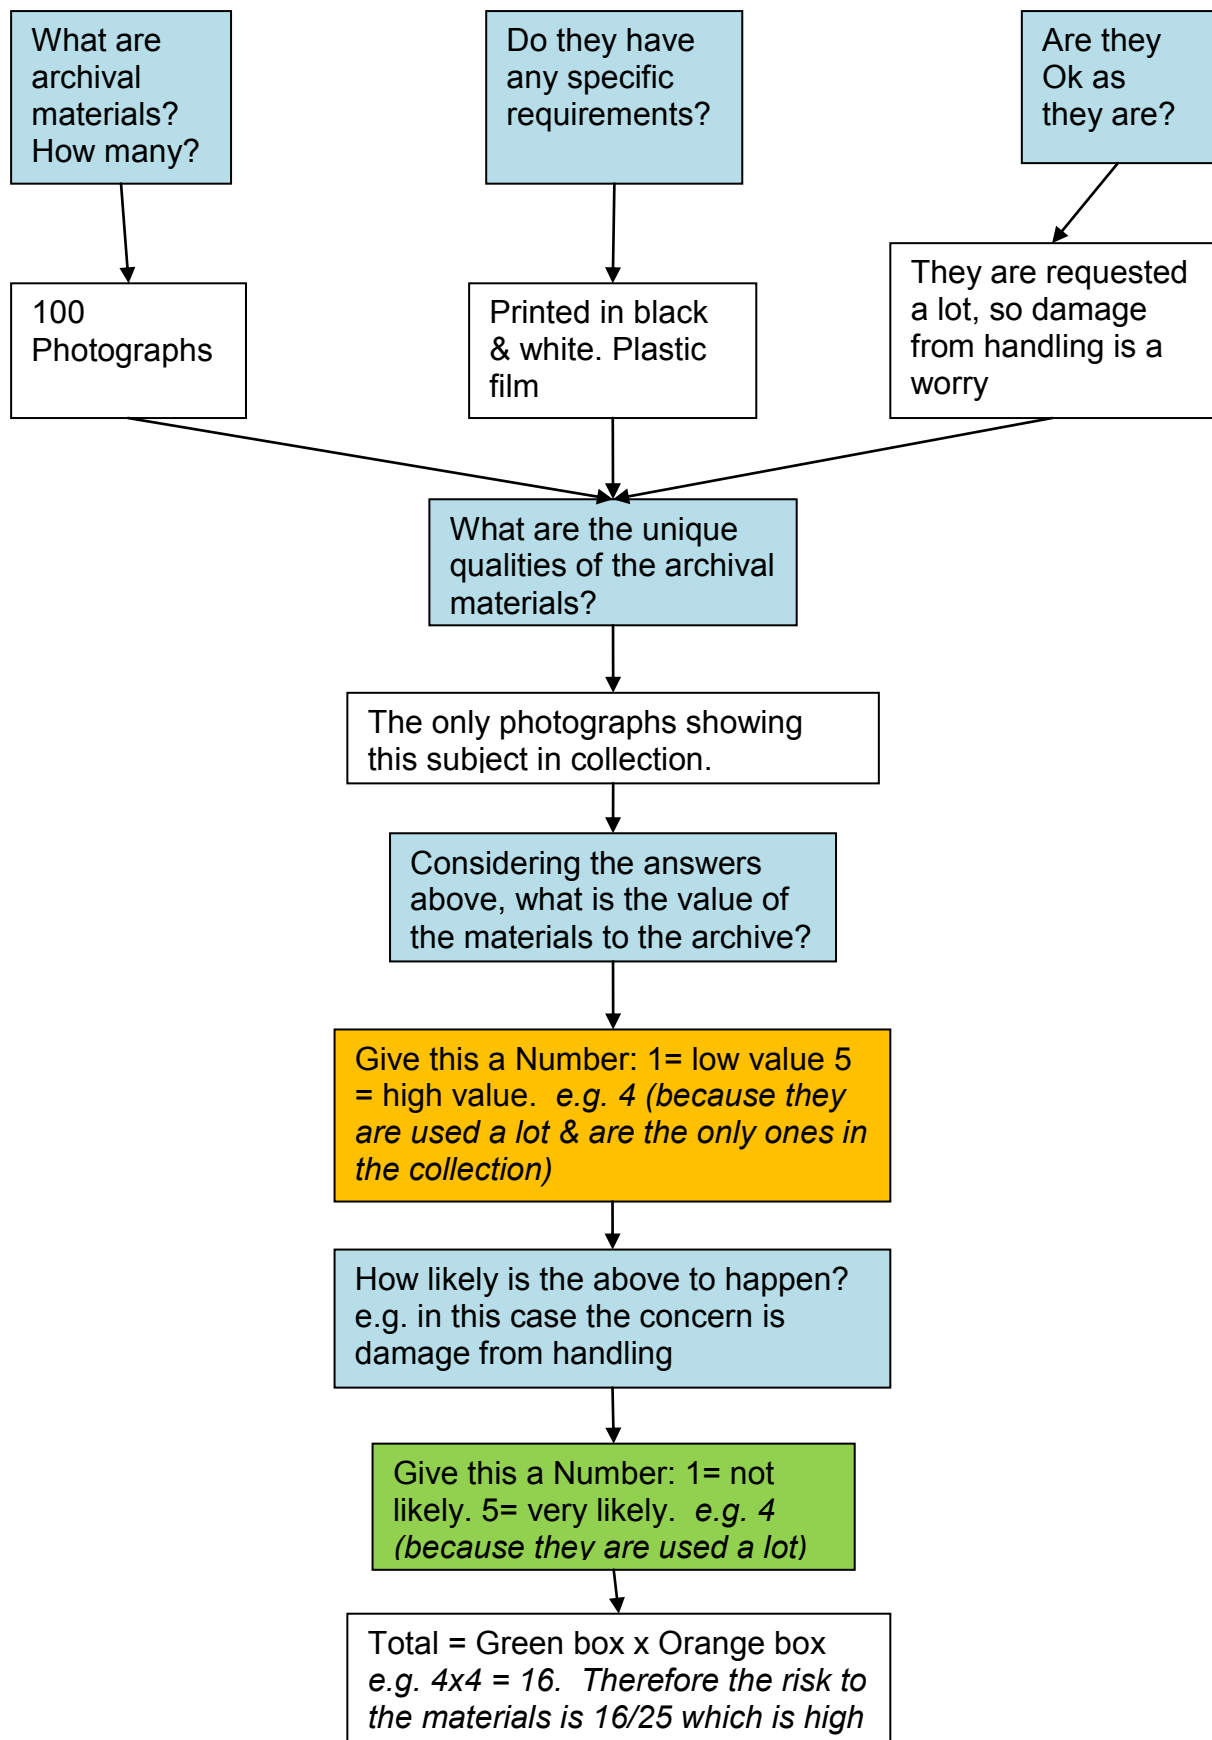 What are
archival
materials?
How many?
Do they have
any specific
requirements?
Are they
Ok as
they are?
100
Photographs
Printed in black
& white. Plastic
film
They are requested
a lot, so damage
from handling is a
worry
What are the unique
qualities of the archival
materials?
The only photographs showing
this subject in collection.
Considering the answers
above, what is the value of
the materials to the archive?
Give this a Number: 1= low value 5
= high value.  e.g. 4 (because they
are used a lot & are the only ones in
the collection)
How likely is the above to happen?
e.g. in this case the concern is
damage from handling
Give this a Number: 1= not
likely. 5= very likely.  e.g. 4
(because they are used a lot)
Total = Green box x Orange box
e.g. 4x4 = 16.  Therefore the risk to
the materials is 16/25 which is high